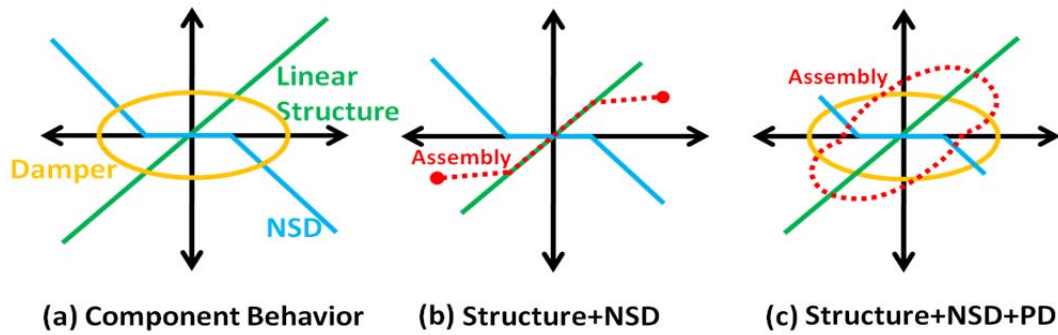 Linear
Structure
Damper
NSD
Assembly
Assembly
(a) Component Behavior
(b) Structure+NSD
(c) Structure+NSD+PD